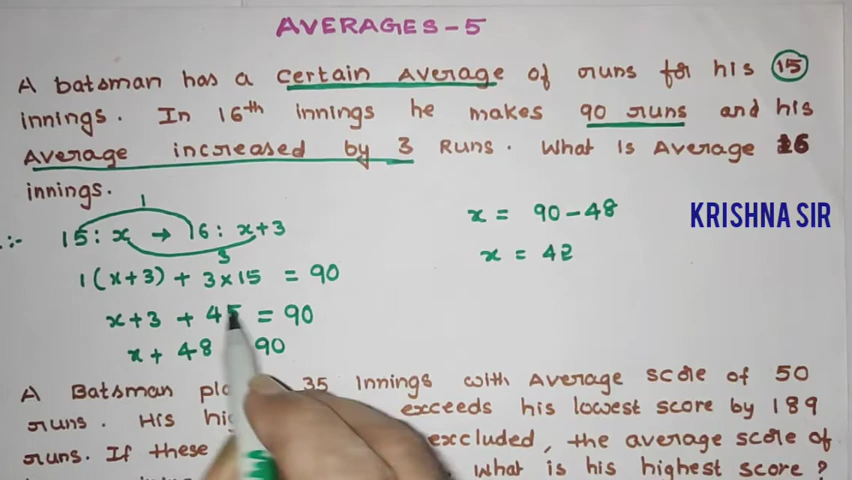 AVERAGES-5
A batsman has a certain average of runs for his 15
innings. In 16th innings he makes 90 runs and his
Average increased by 3 Runs. What is Average 16
innings.
1
:- 15 : x → 16 : x+3
3
1(x+3) + 3×15 = 90
x+3 + 45 = 90
x + 48 90
x = 90-48
x = 42
KRISHNA SIR
A Batsman 35 Innings with Average score of 50
runs. His exceeds his lowest score by 189
runs. If these excluded, the average score of
what is his highest score?